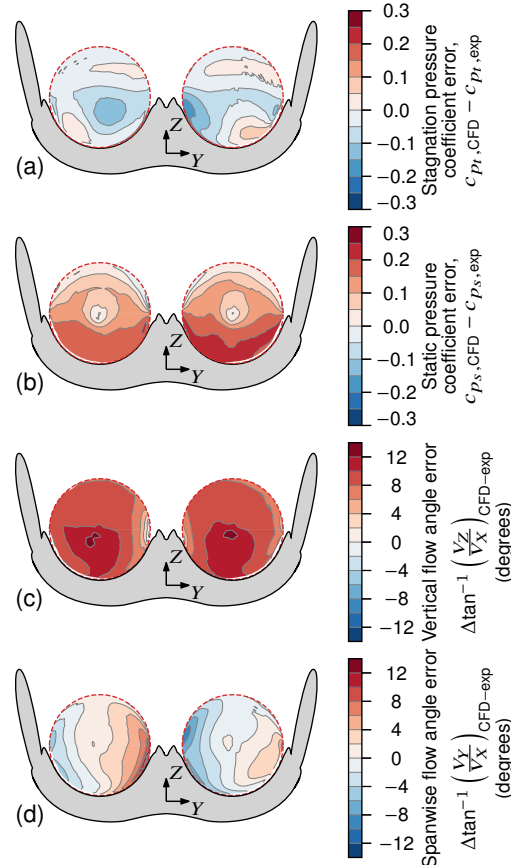 0.3
0.2
0.1
0.0
−0.1
−0.2
−0.3
Stagnation pressure
coefficient error,
c_{p_t},CFD − c_{p_t},exp
Z
Y
(a)
0.3
0.2
0.1
0.0
−0.1
−0.2
−0.3
Static pressure
coefficient error,
c_{p_s},CFD − c_{p_s},exp
Z
Y
(b)
12
8
4
0
−4
−8
−12
Vertical flow angle error
Δtan⁻¹ (V_Z/V_X)_{CFD−exp}
(degrees)
Z
Y
(c)
12
8
4
0
−4
−8
−12
Spanwise flow angle error
Δtan⁻¹ (V_Y/V_X)_{CFD−exp}
(degrees)
Z
Y
(d)